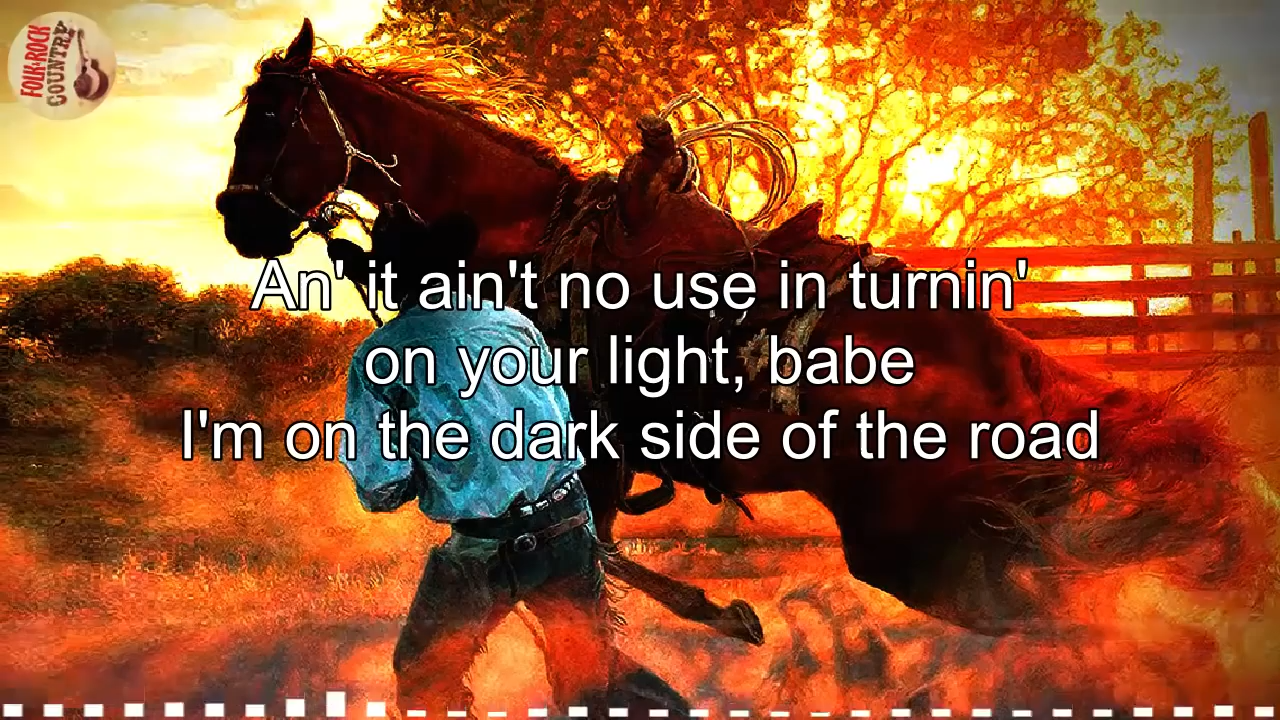 FOLK-ROCK
COUNTRY
An' it ain't no use in turnin'
on your light, babe
I'm on the dark side of the road